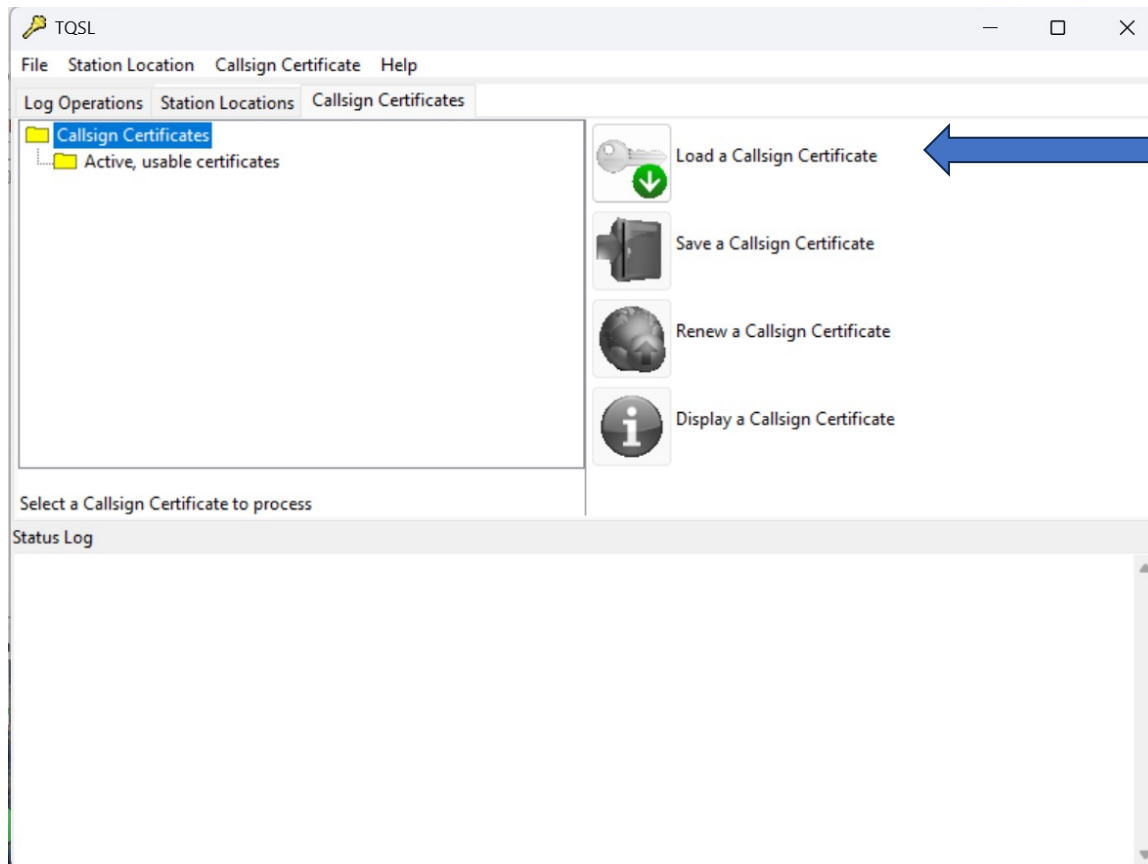 TQSL
File Station Location Callsign Certificate Help
Log Operations Station Locations Callsign Certificates
Callsign Certificates
Active, usable certificates
Load a Callsign Certificate
Save a Callsign Certificate
Renew a Callsign Certificate
Display a Callsign Certificate
Select a Callsign Certificate to process
Status Log